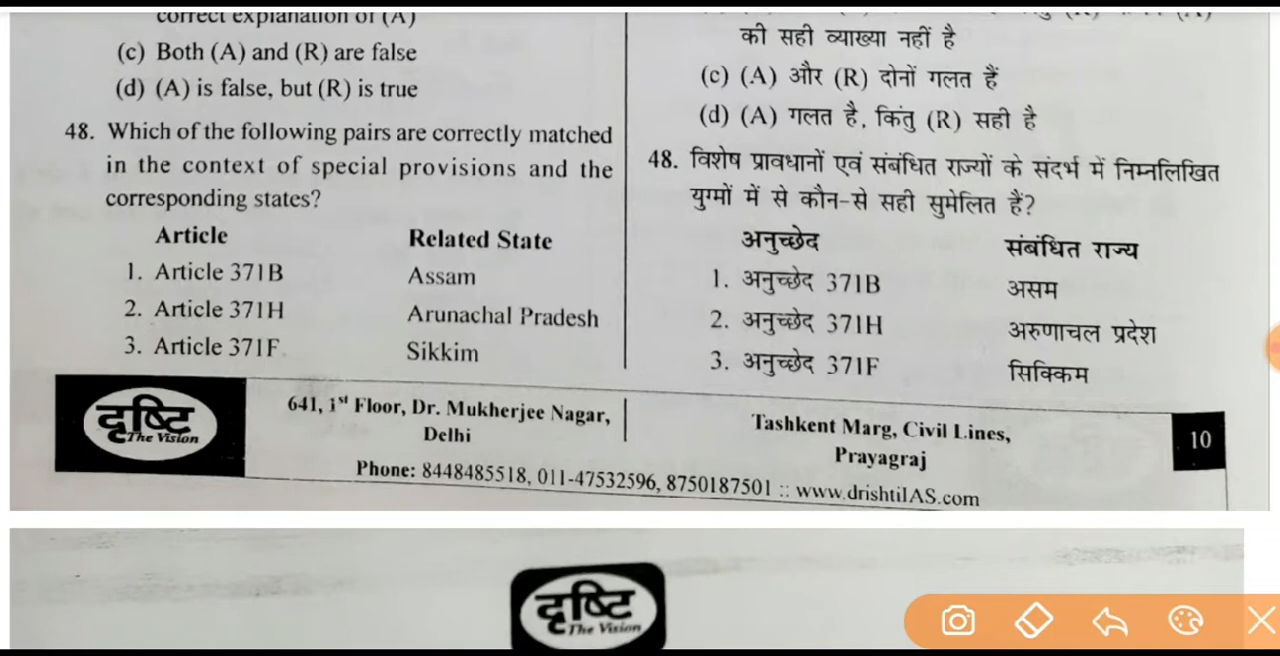 correct explanation of (A)
(c) Both (A) and (R) are false
(d) (A) is false, but (R) is true
48. Which of the following pairs are correctly matched
in the context of special provisions and the
corresponding states?
Article Related State
1. Article 371B Assam
2. Article 371H Arunachal Pradesh
3. Article 371F Sikkim
की सही व्याख्या नहीं है
(c) (A) और (R) दोनों गलत हैं
(d) (A) गलत है, किंतु (R) सही है
48. विशेष प्रावधानों एवं संबंधित राज्यों के संदर्भ में निम्नलिखित
युग्मों में से कौन-से सही सुमेलित हैं?
अनुच्छेद संबंधित राज्य
1. अनुच्छेद 371B असम
2. अनुच्छेद 371H अरुणाचल प्रदेश
3. अनुच्छेद 371F सिक्किम
दृष्टि
The Vision
641, 1st Floor, Dr. Mukherjee Nagar,
Delhi
Tashkent Marg, Civil Lines,
Prayagraj
10
Phone: 8448485518, 011-47532596, 8750187501 :: www.drishtiIAS.com
दृष्टि
The Vision